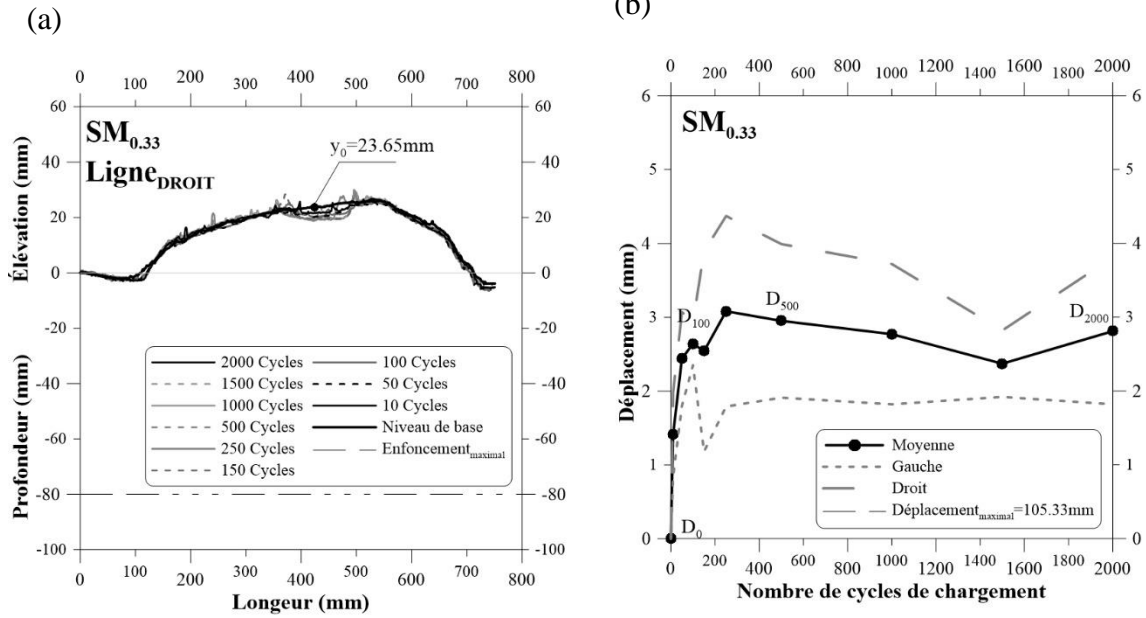 (a)
0 100 200 300 400 500 600 700 800
60 60
SM0.33
LigneDROIT
y0=23.65mm
40 40
20 20
0 0
-20 -20
-40 -40
-60 -60
-80 -80
-100 -100
Élévation (mm)
Profondeur (mm)
2000 Cycles
1500 Cycles
1000 Cycles
500 Cycles
250 Cycles
150 Cycles
100 Cycles
50 Cycles
10 Cycles
Niveau de base
Enfoncementmaximal
0 100 200 300 400 500 600 700 800
Longeur (mm)
(b)
0 200 400 600 800 1000 1200 1400 1600 1800 2000
6 6
SM0.33
5 5
4 4
3 3
2 2
1 1
0 0
Déplacement (mm)
D0
D100
D500
D2000
Moyenne
Gauche
Droit
Déplacementmaximal=105.33mm
0 200 400 600 800 1000 1200 1400 1600 1800 2000
Nombre de cycles de chargement